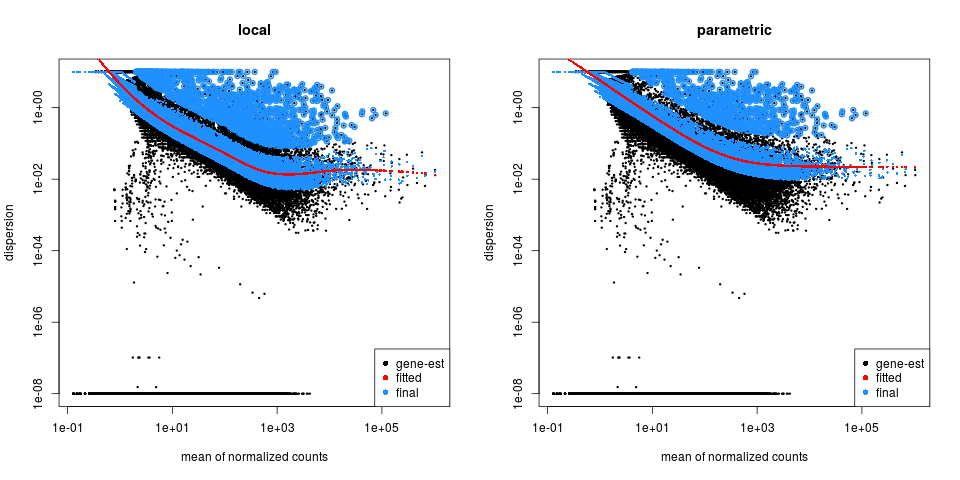 local
dispersion
1e+00
1e-02
1e-04
1e-06
1e-08
gene-est
fitted
final
1e-01 1e+01 1e+03 1e+05
mean of normalized counts
parametric
dispersion
1e+00
1e-02
1e-04
1e-06
1e-08
gene-est
fitted
final
1e-01 1e+01 1e+03 1e+05
mean of normalized counts